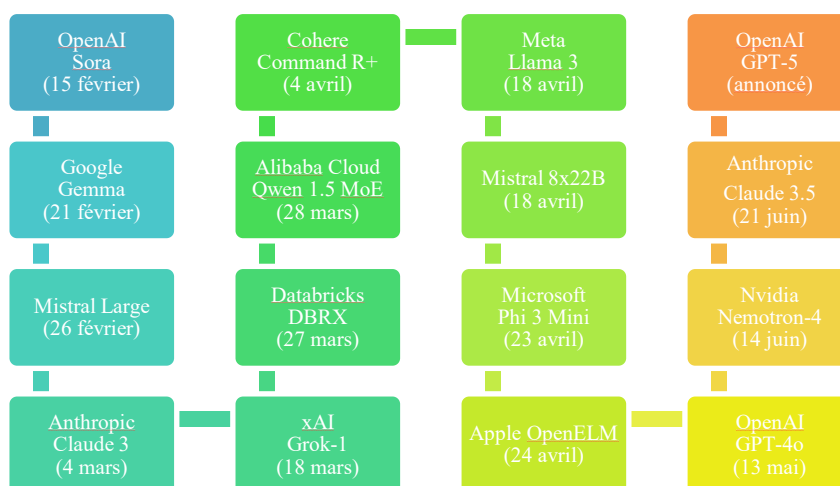 OpenAI
Sora
(15 février)
Google
Gemma
(21 février)
Mistral Large
(26 février)
Anthropic
Claude 3
(4 mars)
xAI
Grok-1
(18 mars)
Databricks
DBRX
(27 mars)
Alibaba Cloud
Qwen 1.5 MoE
(28 mars)
Cohere
Command R+
(4 avril)
Meta
Llama 3
(18 avril)
Mistral 8x22B
(18 avril)
Microsoft
Phi 3 Mini
(23 avril)
Apple OpenELM
(24 avril)
OpenAI
GPT-4o
(13 mai)
Nvidia
Nemotron-4
(14 juin)
Anthropic
Claude 3.5
(21 juin)
OpenAI
GPT-5
(annoncé)